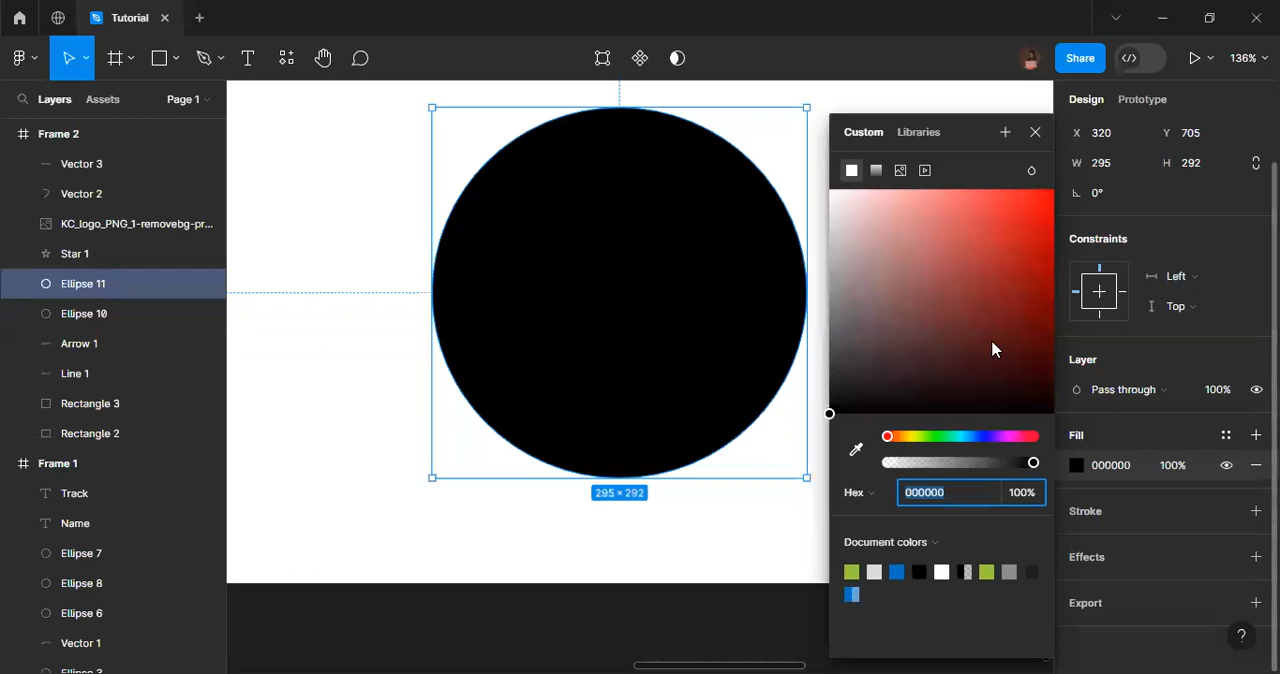 Tutorial
Share
136%
Layers
Assets
Page 1
Frame 2
Vector 3
Vector 2
KC_logo_PNG_1-removebg-pr...
Star 1
Ellipse 11
Ellipse 10
Arrow 1
Line 1
Rectangle 3
Rectangle 2
Frame 1
Track
Name
Ellipse 7
Ellipse 8
Ellipse 6
Vector 1
295 × 292
Custom
Libraries
Hex
000000
100%
Document colors
Design
Prototype
X 320
Y 705
W 295
H 292
0°
Constraints
Left
Top
Layer
Pass through
100%
Fill
000000
100%
Stroke
Effects
Export
?